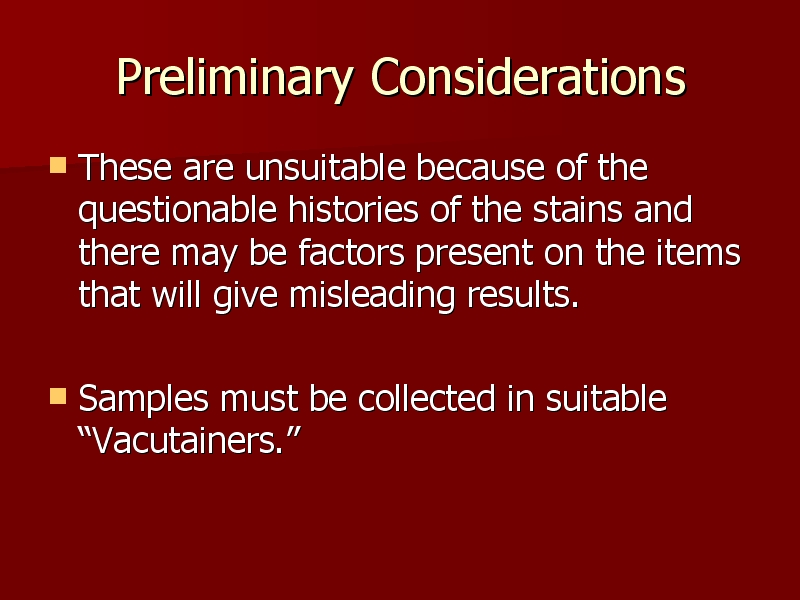 Preliminary Considerations
These are unsuitable because of the
questionable histories of the stains and
there may be factors present on the items
that will give misleading results.
Samples must be collected in suitable
“Vacutainers.”